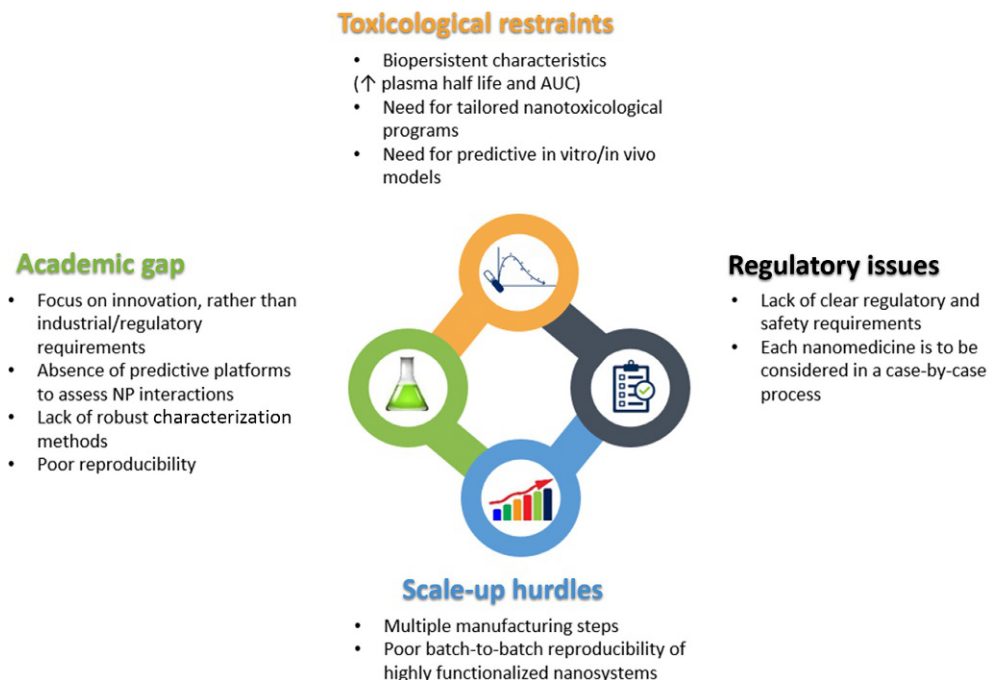 Toxicological restraints
• Biopersistent characteristics
(↑ plasma half life and AUC)
• Need for tailored nanotoxicological
programs
• Need for predictive in vitro/in vivo
models
Academic gap
• Focus on innovation, rather than
industrial/regulatory
requirements
• Absence of predictive platforms
to assess NP interactions
• Lack of robust characterization
methods
• Poor reproducibility
Regulatory issues
• Lack of clear regulatory and
safety requirements
• Each nanomedicine is to be
considered in a case-by-case
process
Scale-up hurdles
• Multiple manufacturing steps
• Poor batch-to-batch reproducibility of
highly functionalized nanosystems